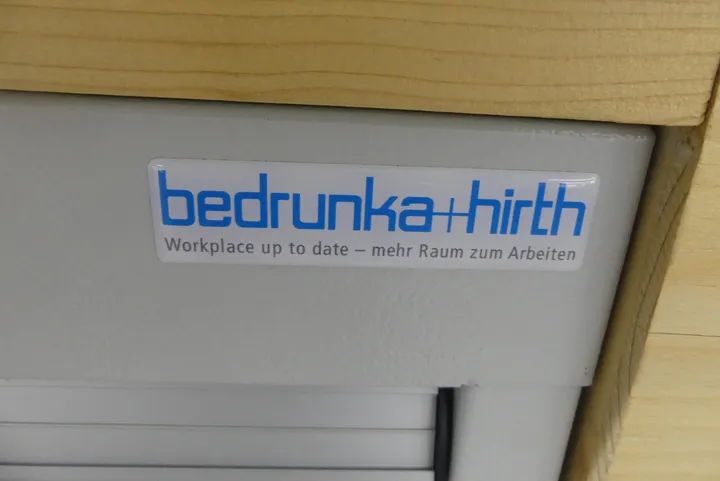 bedrunka+hirth
Workplace up to date – mehr Raum zum Arbeiten